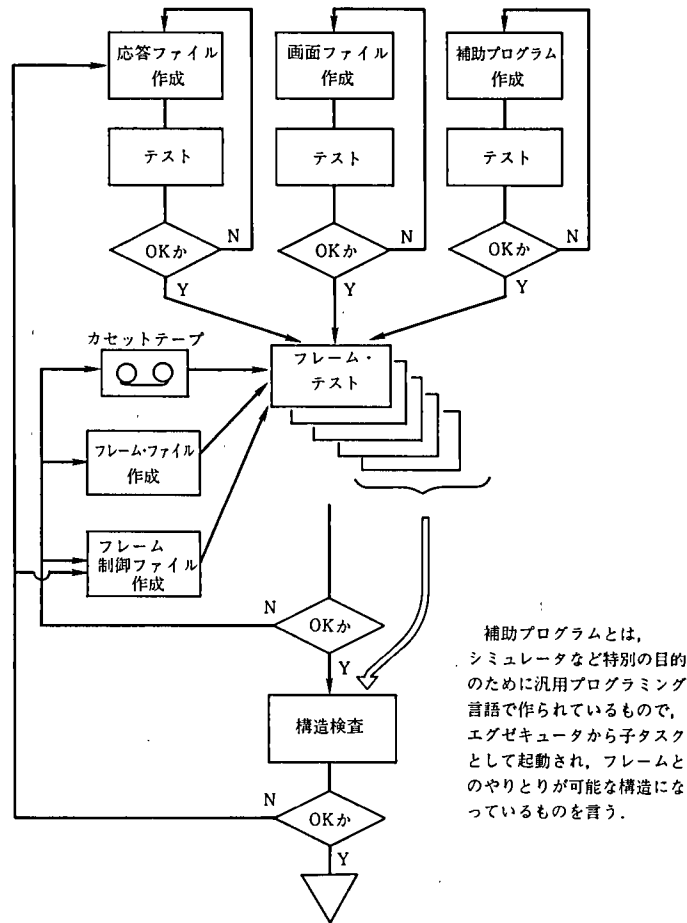 応答ファイル
作成
画面ファイル
作成
補助プログラム
作成
テスト
テスト
テスト
OKか
N
OKか
N
OKか
N
Y
Y
Y
カセットテープ
フレーム・
テスト
フレーム・ファイル
作成
フレーム
制御ファイル
作成
N
OKか
Y
構造検査
N
OKか
Y
補助プログラムとは,
シミュレータなど特別の目的
のために汎用プログラミング
言語で作られているもので,
エグゼキュータから子タスク
として起動され, フレームと
のやりとりが可能な構造にな
っているものを言う.